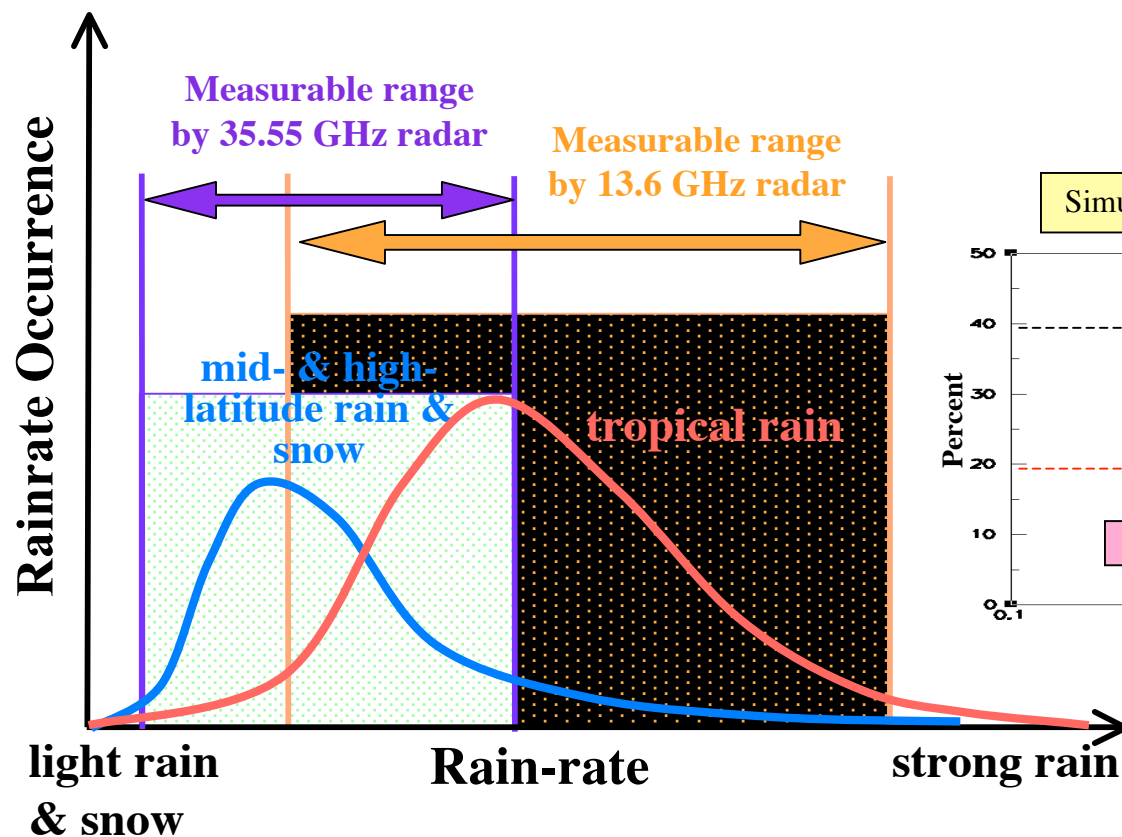 Measurable range
by 35.55 GHz radar
Measurable range
by 13.6 GHz radar
Rainrate Occurrence
mid- & high-
latitude rain &
snow
tropical rain
light rain
& snow
Rain-rate
strong rain
50
40
30
20
10
0
0.1
Percent